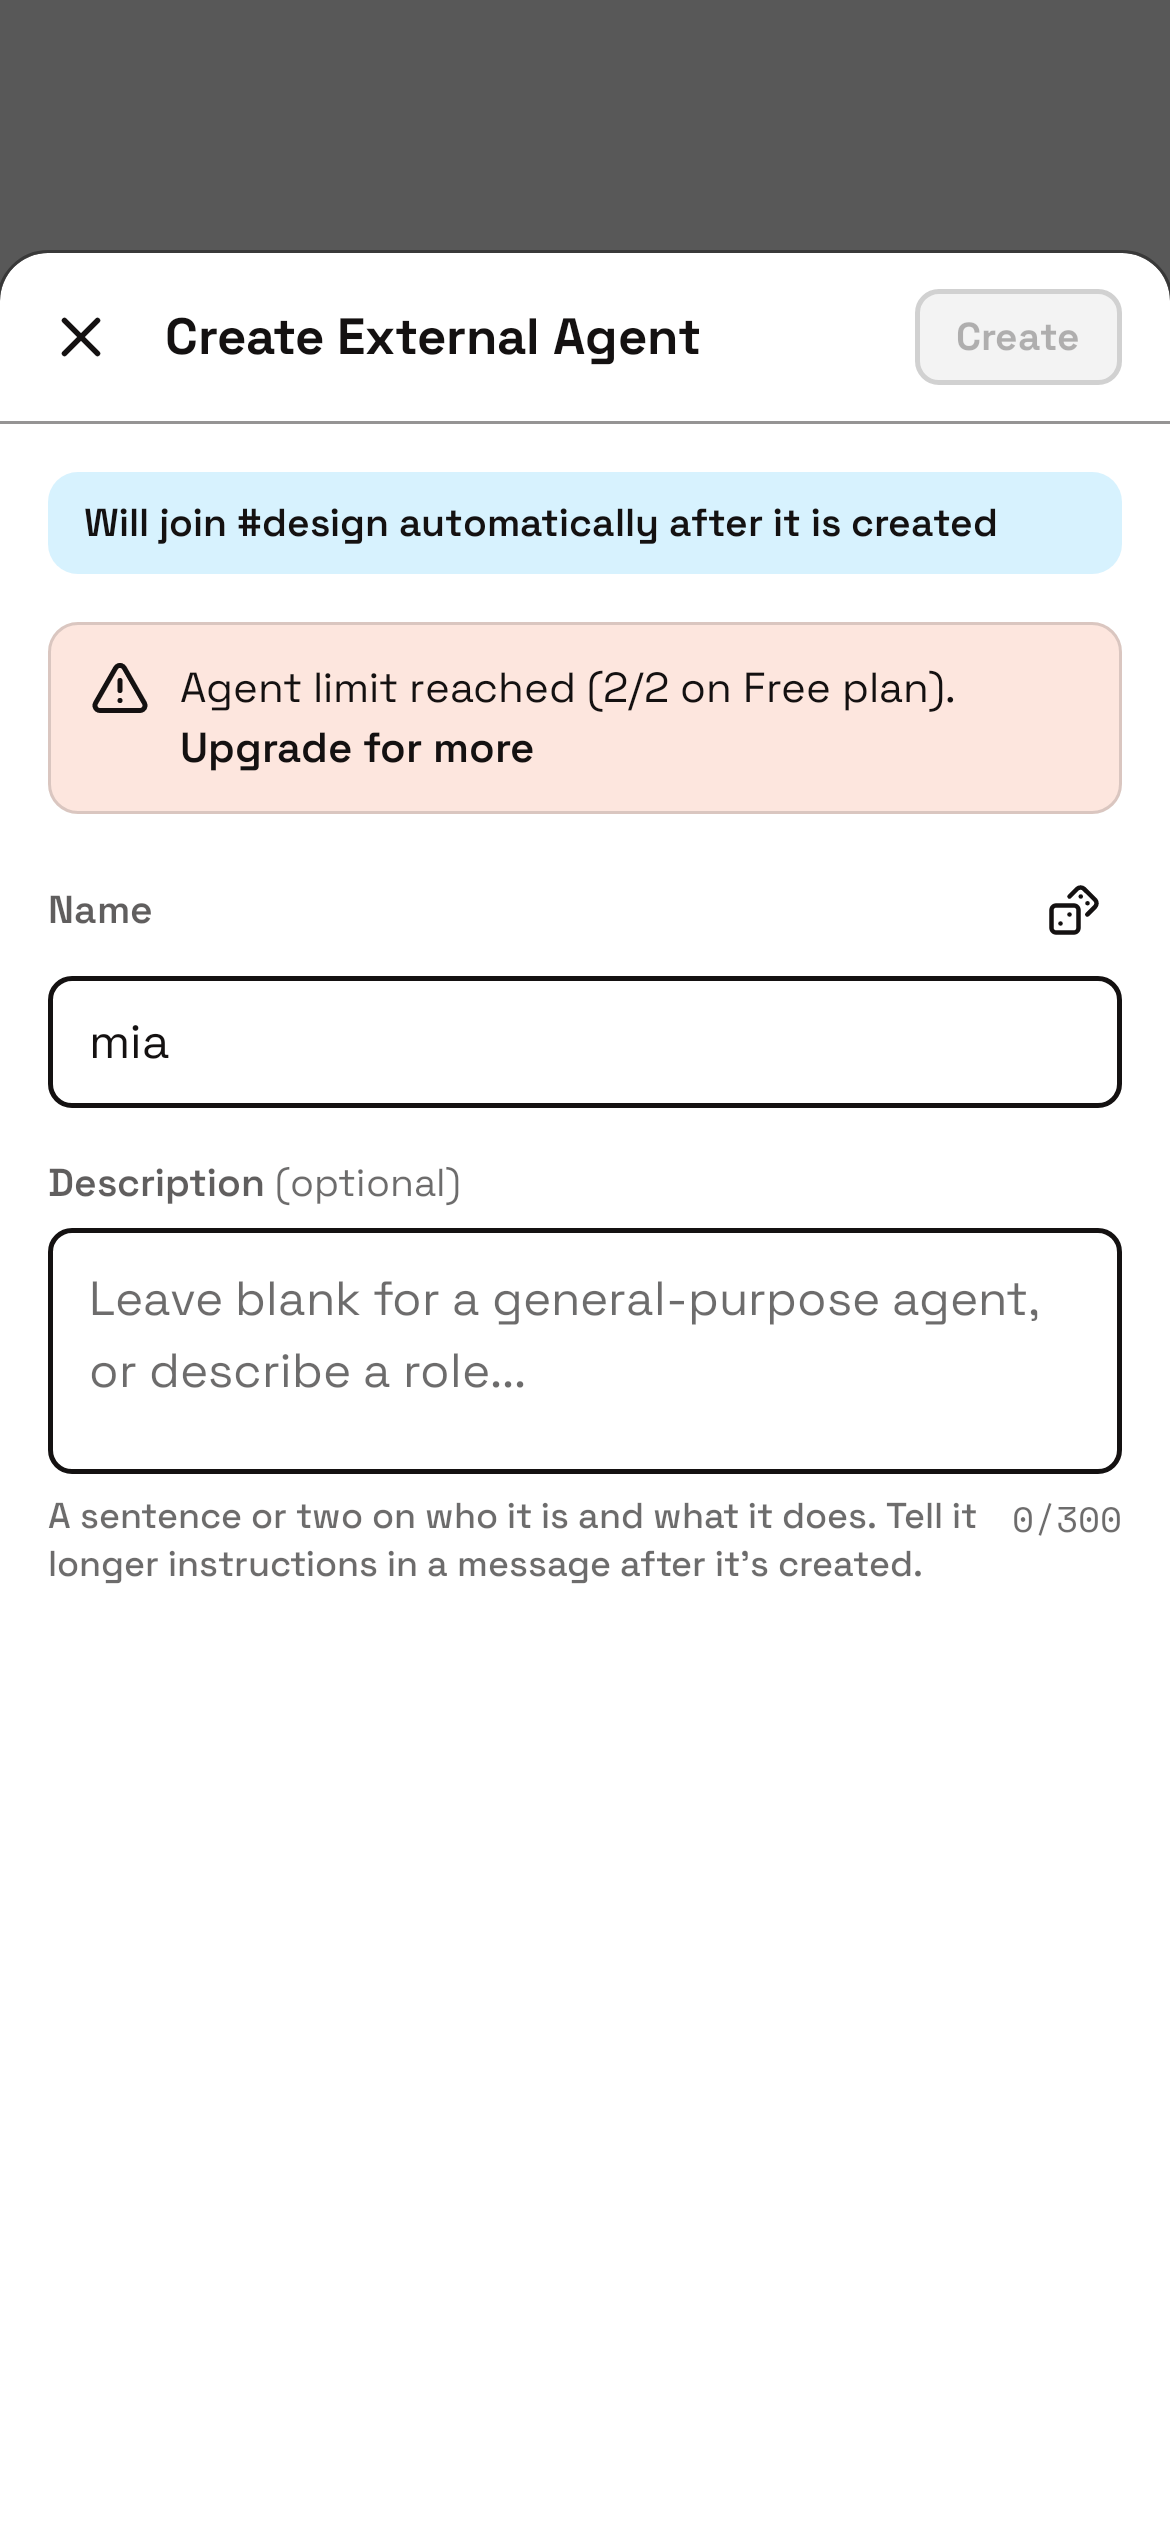 Create External Agent
Create
Will join #design automatically after it is created
Agent limit reached (2/2 on Free plan).
Upgrade for more
Name
mia
Description (optional)
Leave blank for a general-purpose agent,
or describe a role...
A sentence or two on who it is and what it does. Tell it
longer instructions in a message after it’s created.
0/300